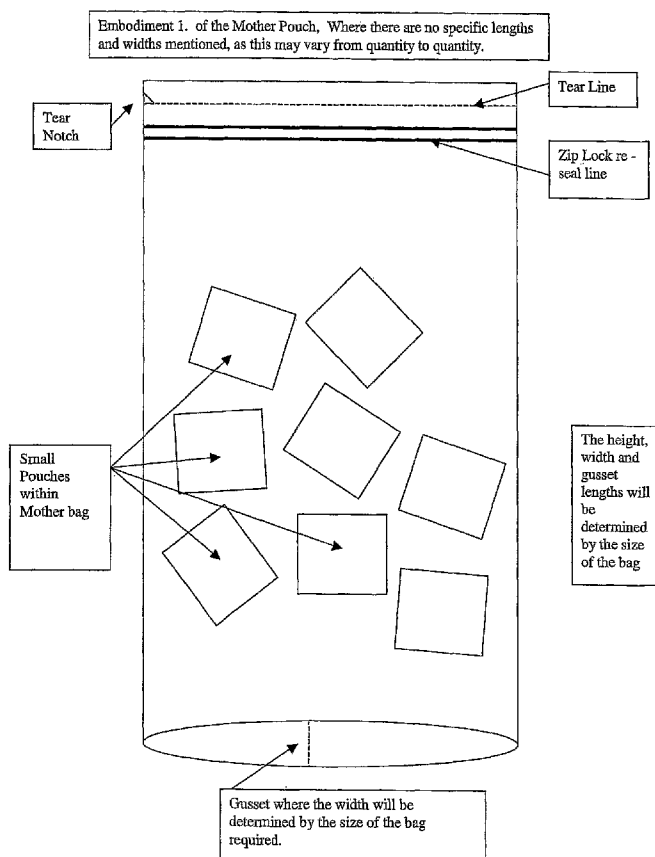 Embodiment 1. of the Mother Pouch, Where there are no specific lengths
and widths mentioned, as this may vary from quantity to quantity.
Tear Line
Tear
Notch
Zip Lock re -
seal line
Small
Pouches
within
Mother bag
The height,
width and
gusset
lengths will
be
determined
by the size
of the bag
Gusset where the width will be
determined by the size of the bag
required.